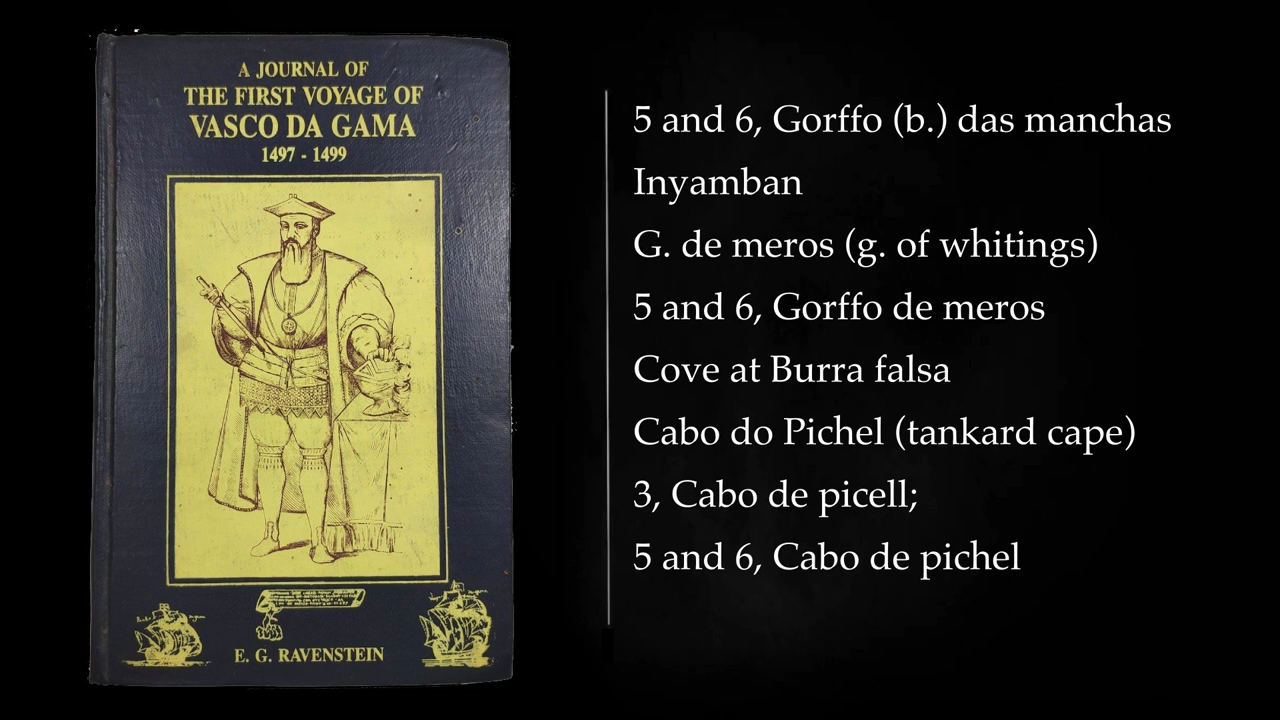 A JOURNAL OF
THE FIRST VOYAGE OF
VASCO DA GAMA
1497 - 1499
E. G. RAVENSTEIN
5 and 6, Gorffo (b.) das manchas
Inyamban
G. de meros (g. of whitings)
5 and 6, Gorffo de meros
Cove at Burra falsa
Cabo do Pichel (tankard cape)
3, Cabo de picell;
5 and 6, Cabo de pichel